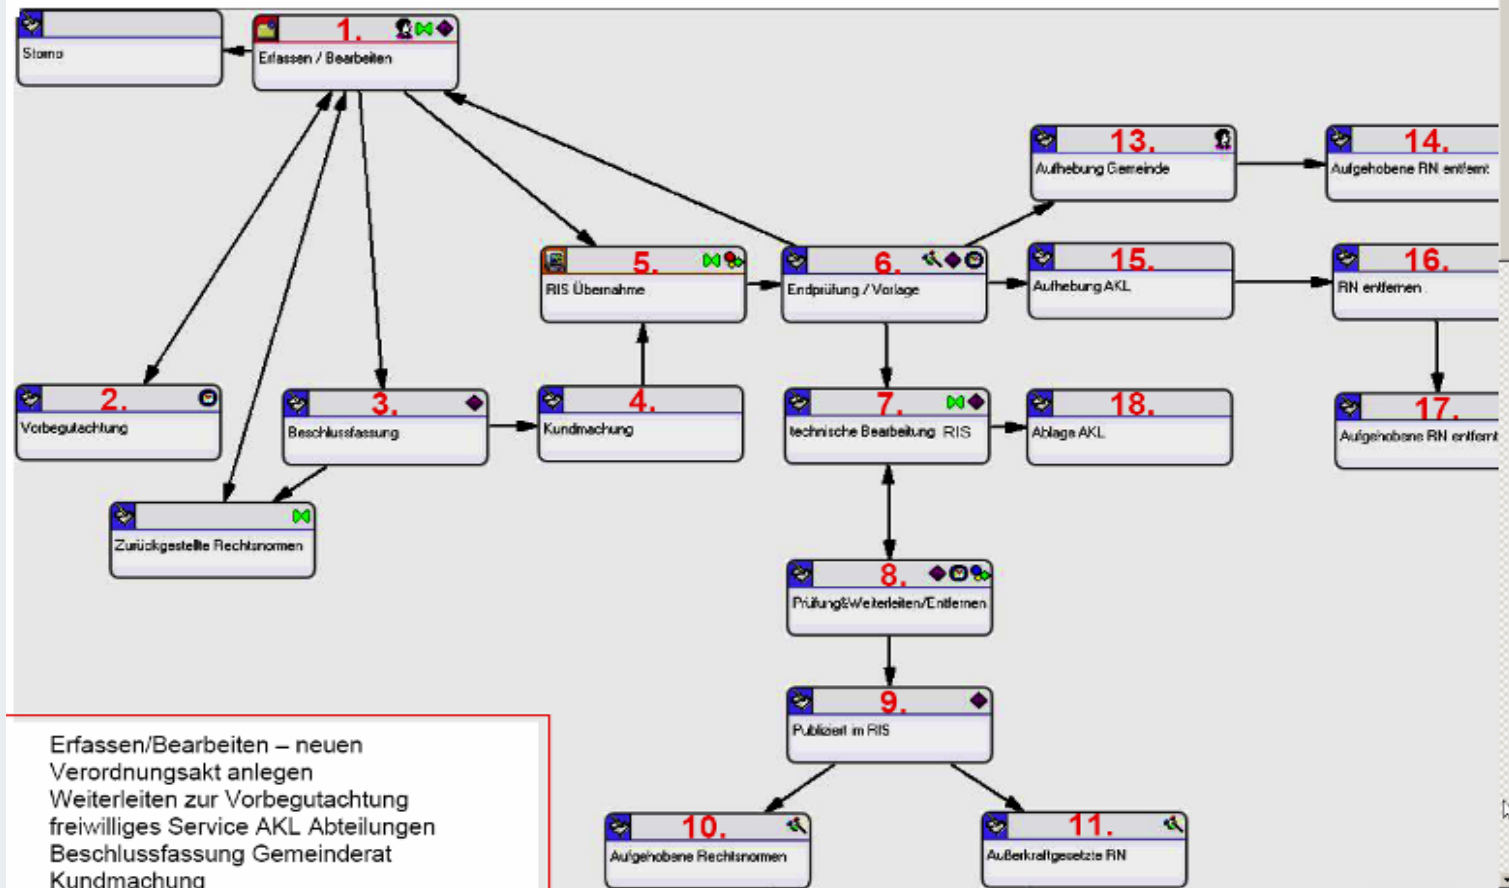 Storno
1.
Erfassen / Bearbeiten
13.
Aufhebung Gemeinde
14.
Aufgehobene RN entfernt
5.
RIS Übernahme
6.
Endprüfung / Vorlage
15.
Aufhebung AKL
16.
RN entfernen
2.
Vorbegutachtung
3.
Beschlussfassung
4.
Kundmachung
7.
technische Bearbeitung RIS
18.
Ablage AKL
17.
Aufgehobene RN entfernt
Zurückgestellte Rechtsnormen
8.
Prüfung&Weiterleiten/Entfernen
9.
Publiziert im RIS
10.
Aufgehobene Rechtsnormen
11.
Außerkraftgesetzte RN
Erfassen/Bearbeiten – neuen
Verordnungsakt anlegen
Weiterleiten zur Vorbegutachtung
freiwilliges Service AKL Abteilungen
Beschlussfassung Gemeinderat
Kundmachung